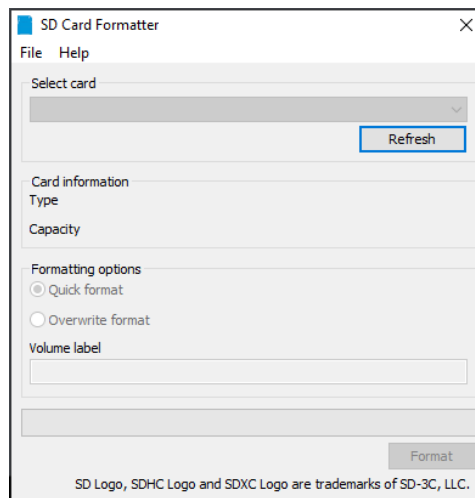 SD Card Formatter
File Help
Select card
Refresh
Card information
Type
Capacity
Formatting options
Quick format
Overwrite format
Volume label
Format
SD Logo, SDHC Logo and SDXC Logo are trademarks of SD-3C, LLC.